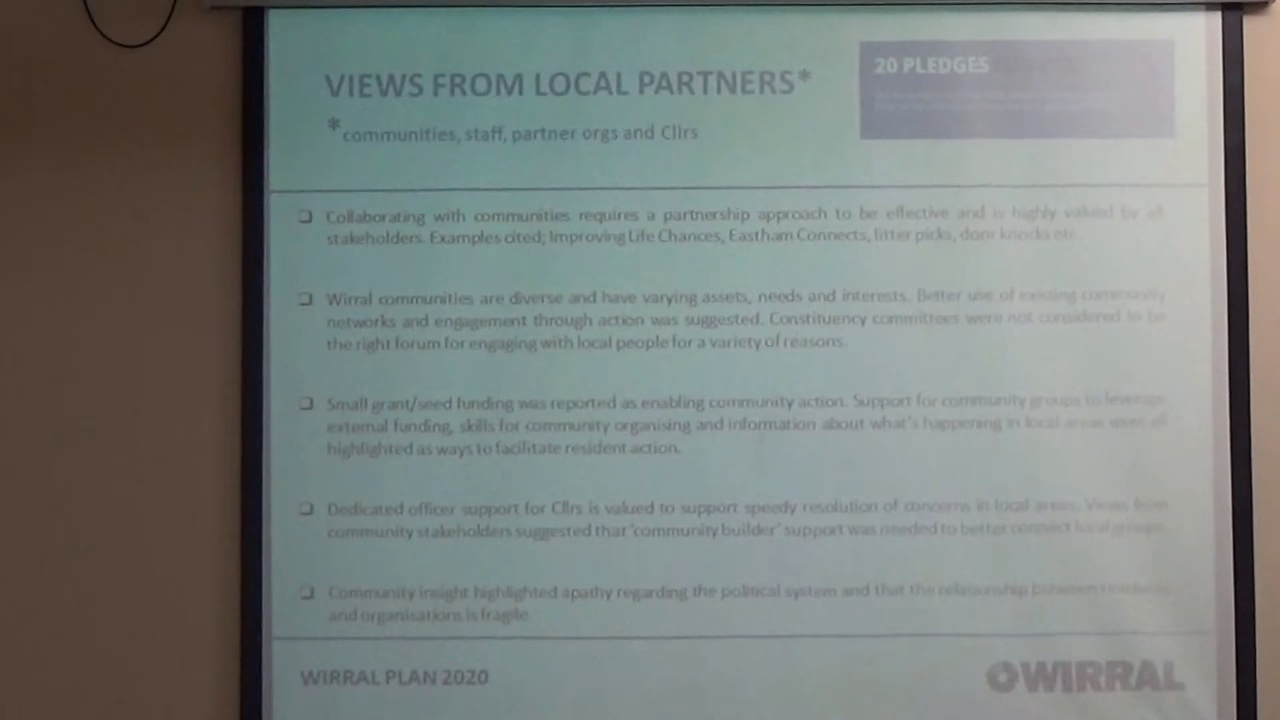 VIEWS FROM LOCAL PARTNERS*
*communities, staff, partner orgs and Cllrs
20 PLEDGES
❑ Collaborating with communities requires a partnership approach to be effective and is highly valued by all
stakeholders. Examples cited; Improving Life Chances, Eastham Connects, litter picks, door knocks etc.
❑ Wirral communities are diverse and have varying assets, needs and interests. Better use of existing community
networks and engagement through action was suggested. Constituency committees were not considered to be
the right forum for engaging with local people for a variety of reasons.
❑ Small grant/seed funding was reported as enabling community action. Support for community groups to leverage
external funding, skills for community organising and information about what's happening in local areas were all
highlighted as ways to facilitate resident action.
❑ Dedicated officer support for Cllrs is valued to support speedy resolution of concerns in local areas. Views from
community stakeholders suggested that 'community builder' support was needed to better connect local groups.
❑ Community insight highlighted apathy regarding the political system and that the relationship between residents
and organisations is fragile
WIRRAL PLAN 2020
WIRRAL